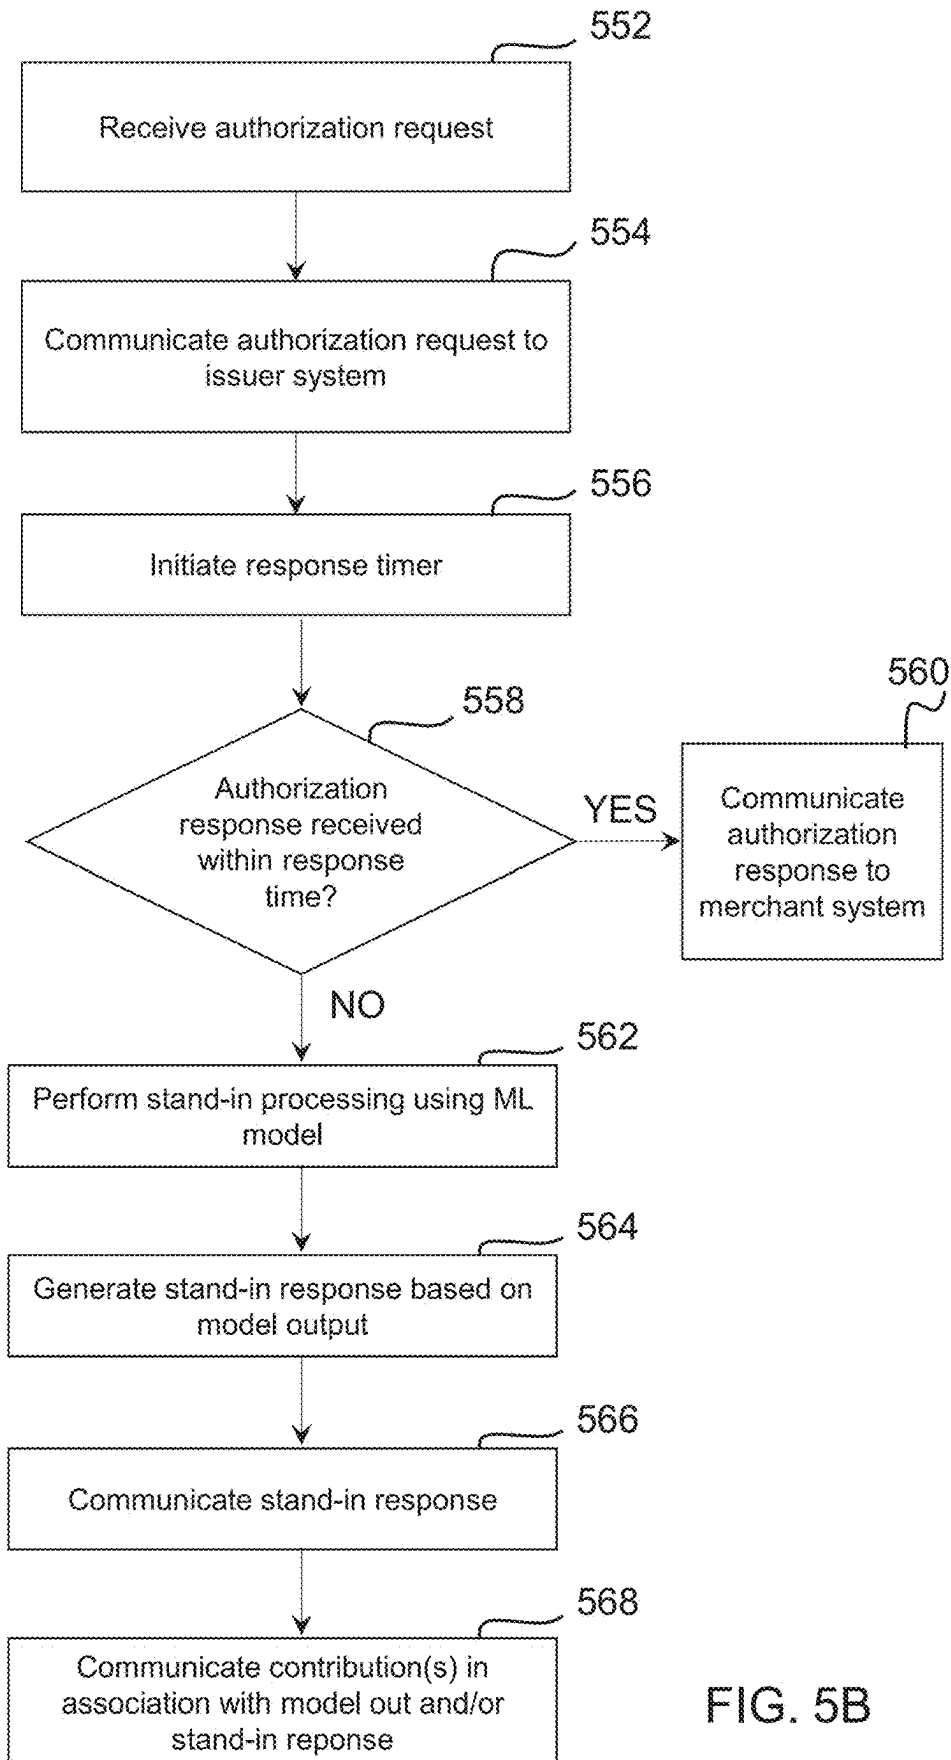 552
Receive authorization request
554
Communicate authorization request to
issuer system
556
Initiate response timer
558
Authorization
response received
within response
time?
YES
560
Communicate
authorization
response to
merchant system
NO
562
Perform stand-in processing using ML
model
564
Generate stand-in response based on
model output
566
Communicate stand-in response
568
Communicate contribution(s) in
association with model out and/or
stand-in reponse
FIG. 5B